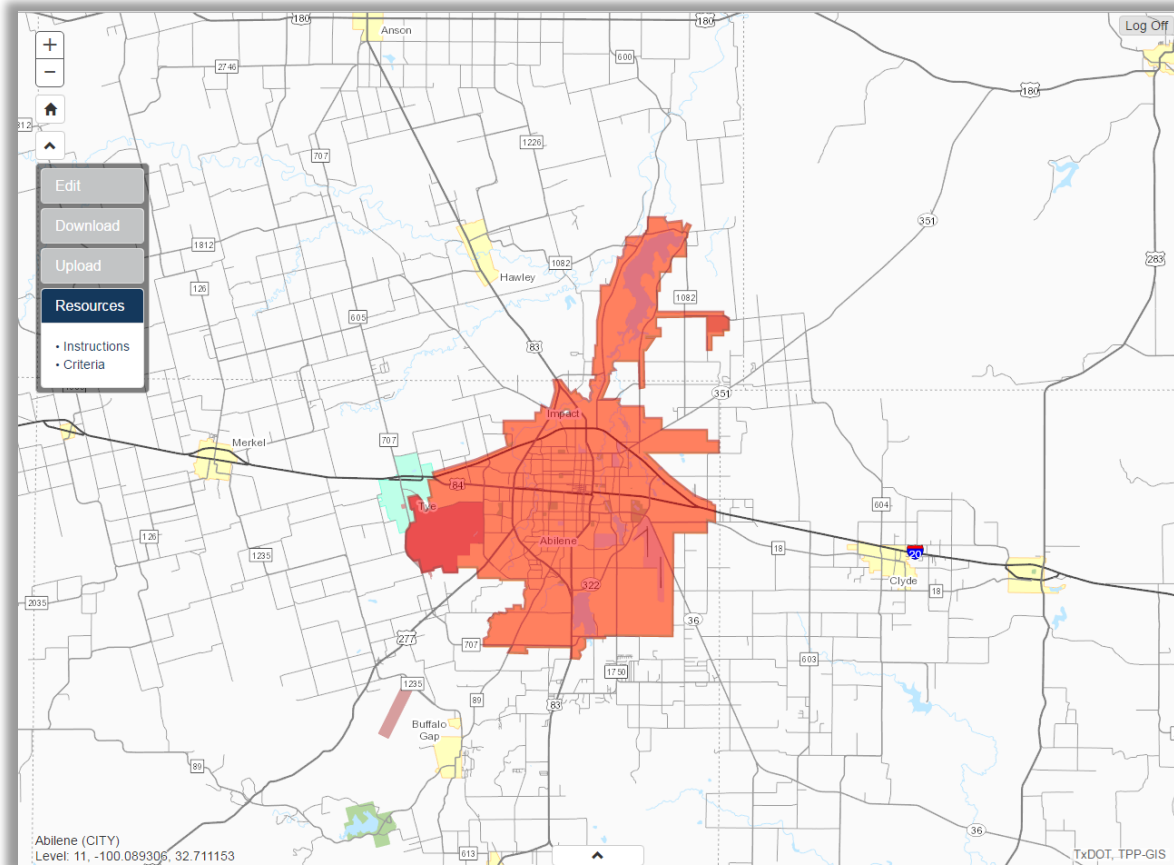 180
180
Log Off
+
−
Anson
600
2746
180
812
1226
707
Edit
Download
Upload
Resources
• Instructions
• Criteria
351
1812
283
Hawley
1082
126
1082
605
83
351
Impact
707
Merkel
84
Tye
604
Abilene
126
18
20
1235
Clyde
322
18
2035
36
277
707
603
1750
1235
89
83
Buffalo
Gap
89
36
613
Abilene (CITY)
Level: 11, -100.089306, 32.711153
TxDOT, TPP-GIS